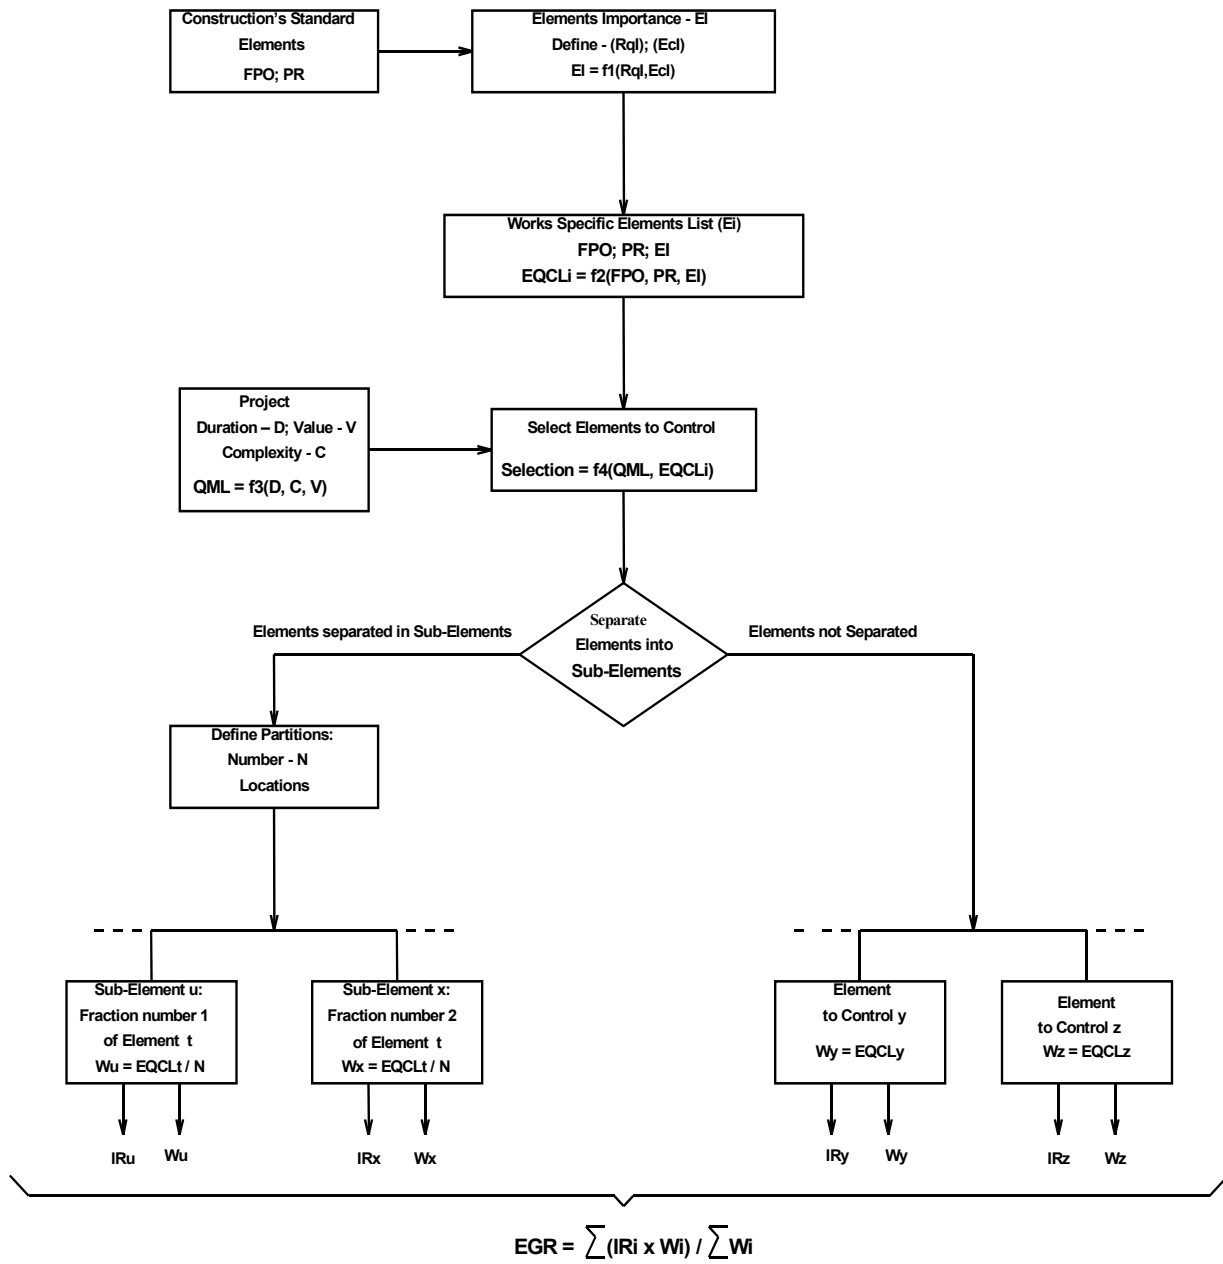 Construction's Standard
Elements
FPO; PR
Elements Importance - EI
Define - (RqI); (EcI)
EI = f1(RqI,EcI)
Works Specific Elements List (Ei)
FPO; PR; EI
EQCLi = f2(FPO, PR, EI)
Project
Duration – D; Value - V
Complexity - C
QML = f3(D, C, V)
Select Elements to Control
Selection = f4(QML, EQCLi)
Separate
Elements into
Sub-Elements
Elements separated in Sub-Elements
Elements not Separated
Define Partitions:
Number - N
Locations
Sub-Element u:
Fraction number 1
of Element t
Wu = EQCLt / N
Sub-Element x:
Fraction number 2
of Element t
Wx = EQCLt / N
Element
to Control y
Wy = EQCLy
Element
to Control z
Wz = EQCLz
IRu
Wu
IRx
Wx
IRy
Wy
IRz
Wz
EGR = ∑(IRi x Wi) / ∑Wi